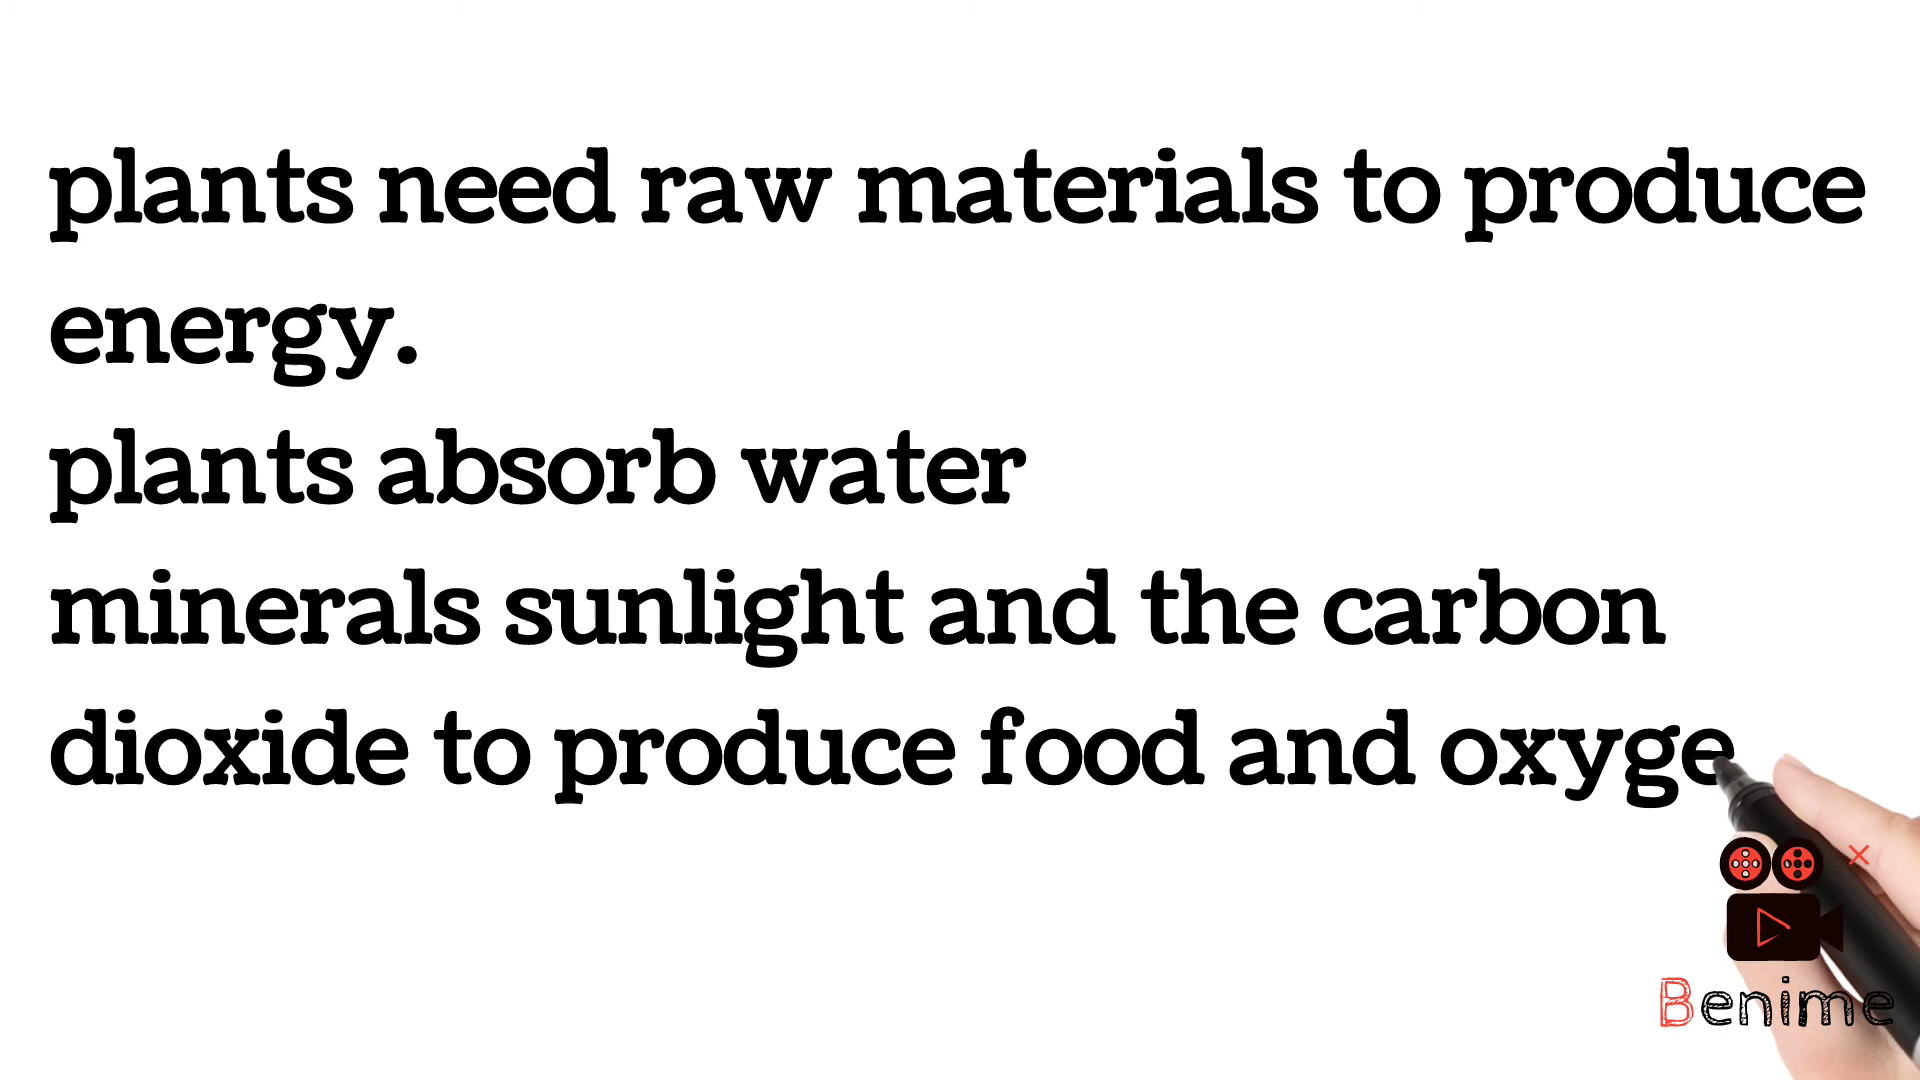 plants need raw materials to produce
energy.
plants absorb water
minerals sunlight and the carbon
dioxide to produce food and oxyge
Benime